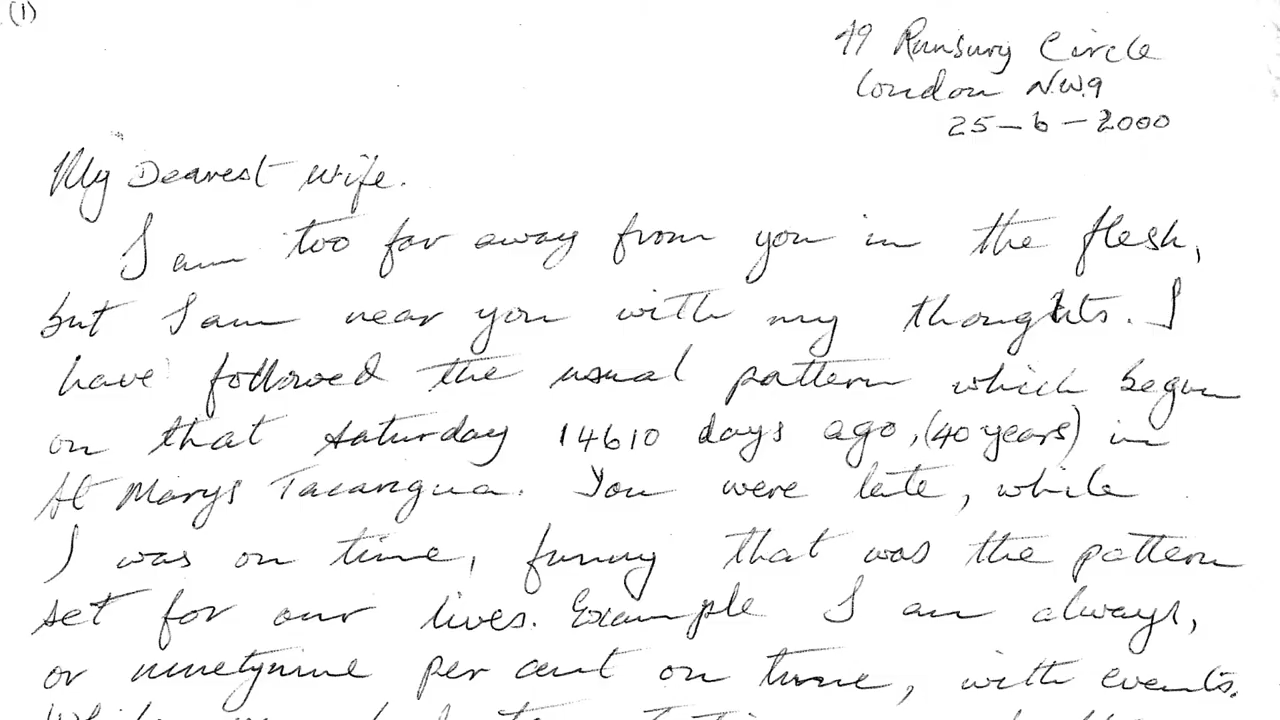 (1)
49 Runsury Circle
London N.W.9
25-6-2000
My Dearest Wife.
I am too far away from you in the flesh,
but I am near you with my thoughts. I
have followed the usual pattern which began
on that Saturday 14610 days ago, (40 years) in
St Marys Tacarigua. You were late, while
I was on time, funny that was the pattern
set for our lives. Example I am always,
or ninetynine per cent on time, with events.